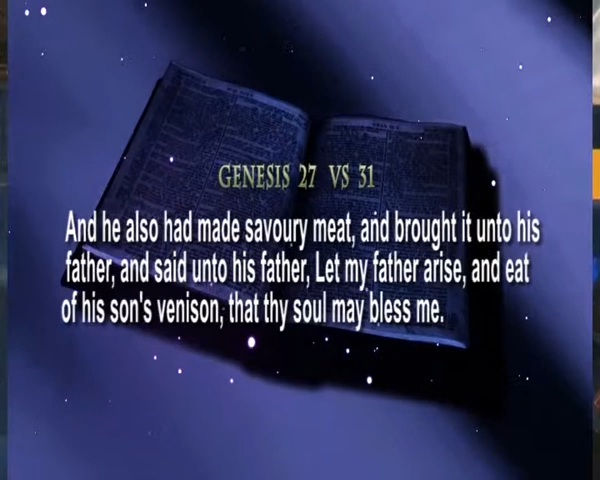 GENESIS 27 VS 31
And he also had made savoury meat, and brought it unto his
father, and said unto his father, Let my father arise, and eat
of his son's venison, that thy soul may bless me.